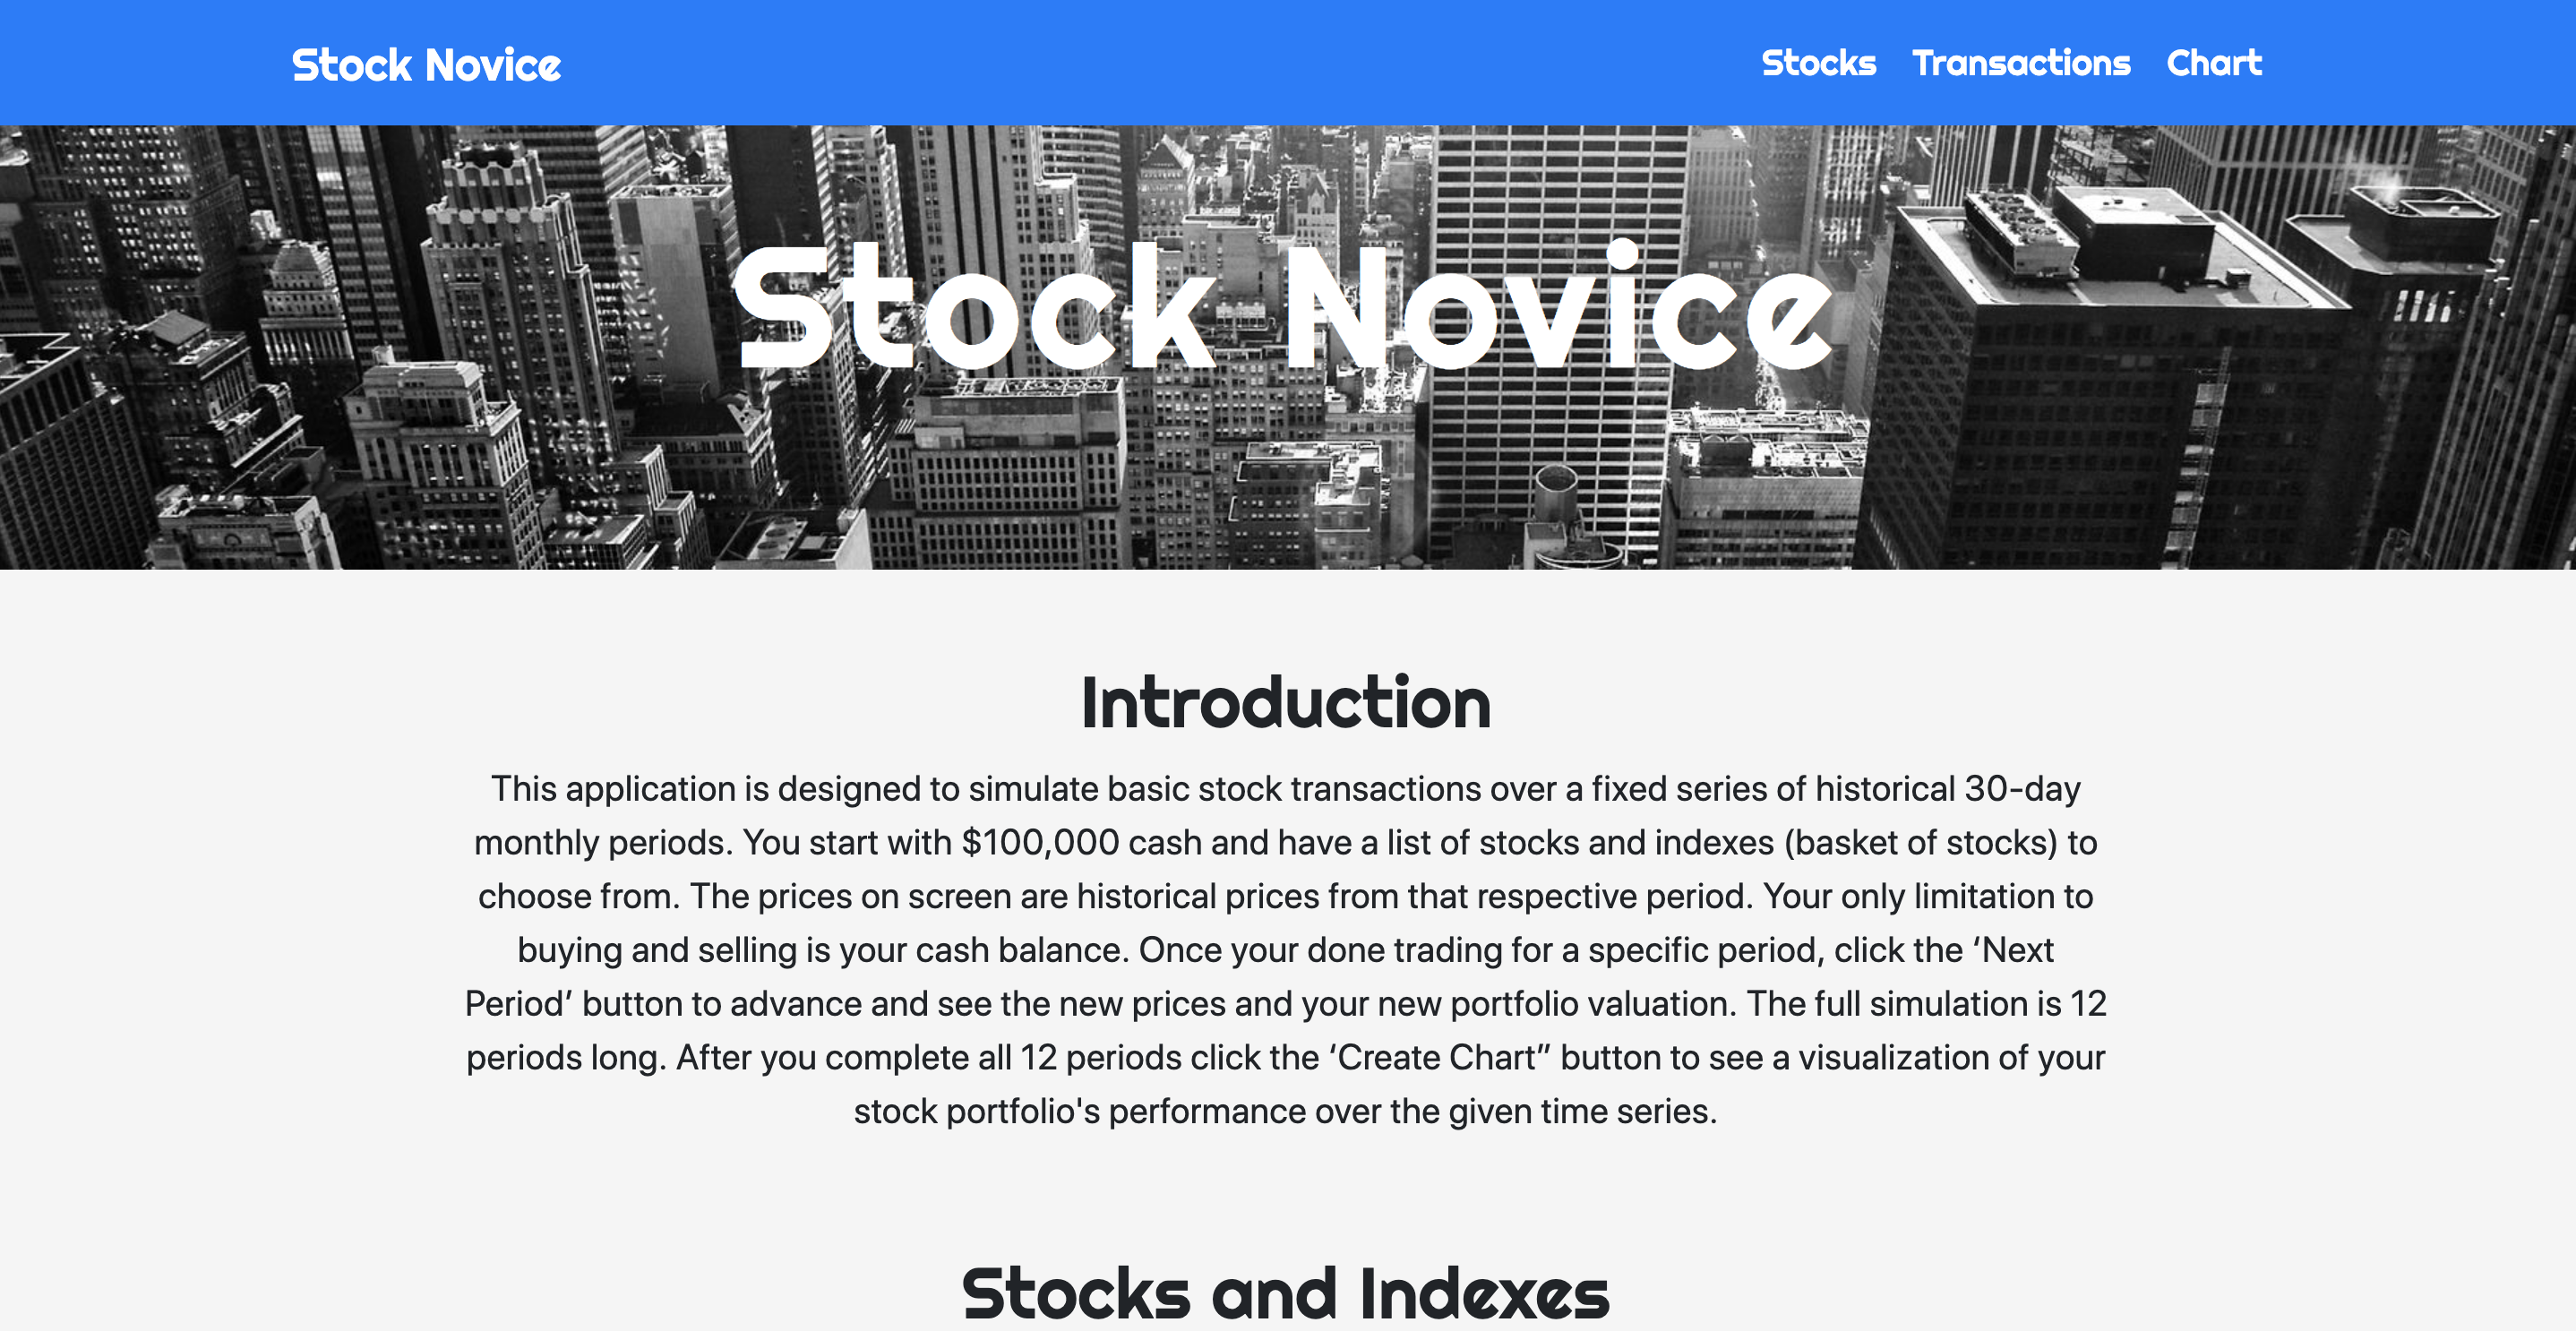 Stock Novice
Stocks Transactions Chart
Stock Novice
Introduction
This application is designed to simulate basic stock transactions over a fixed series of historical 30-day
monthly periods. You start with $100,000 cash and have a list of stocks and indexes (basket of stocks) to
choose from. The prices on screen are historical prices from that respective period. Your only limitation to
buying and selling is your cash balance. Once your done trading for a specific period, click the ‘Next
Period’ button to advance and see the new prices and your new portfolio valuation. The full simulation is 12
periods long. After you complete all 12 periods click the ‘Create Chart” button to see a visualization of your
stock portfolio's performance over the given time series.
Stocks and Indexes